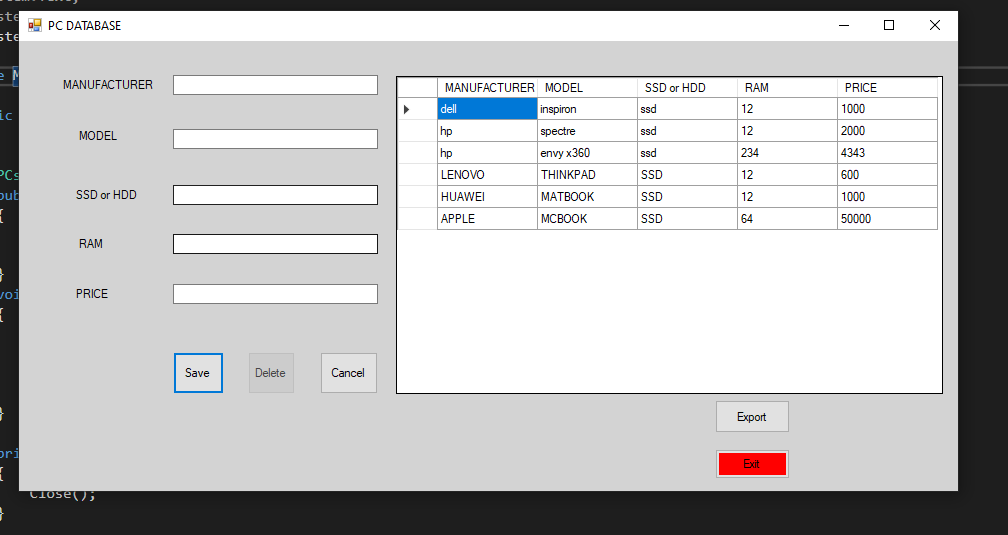 PC DATABASE
MANUFACTURER
MODEL
SSD or HDD
RAM
PRICE
Save Delete Cancel
MANUFACTURER MODEL SSD or HDD RAM PRICE
dell inspiron ssd 12 1000
hp spectre ssd 12 2000
hp envy x360 ssd 234 4343
LENOVO THINKPAD SSD 12 600
HUAWEI MATBOOK SSD 12 1000
APPLE MCBOOK SSD 64 50000
Export
Exit
{
}
{
}
{
Close();
}